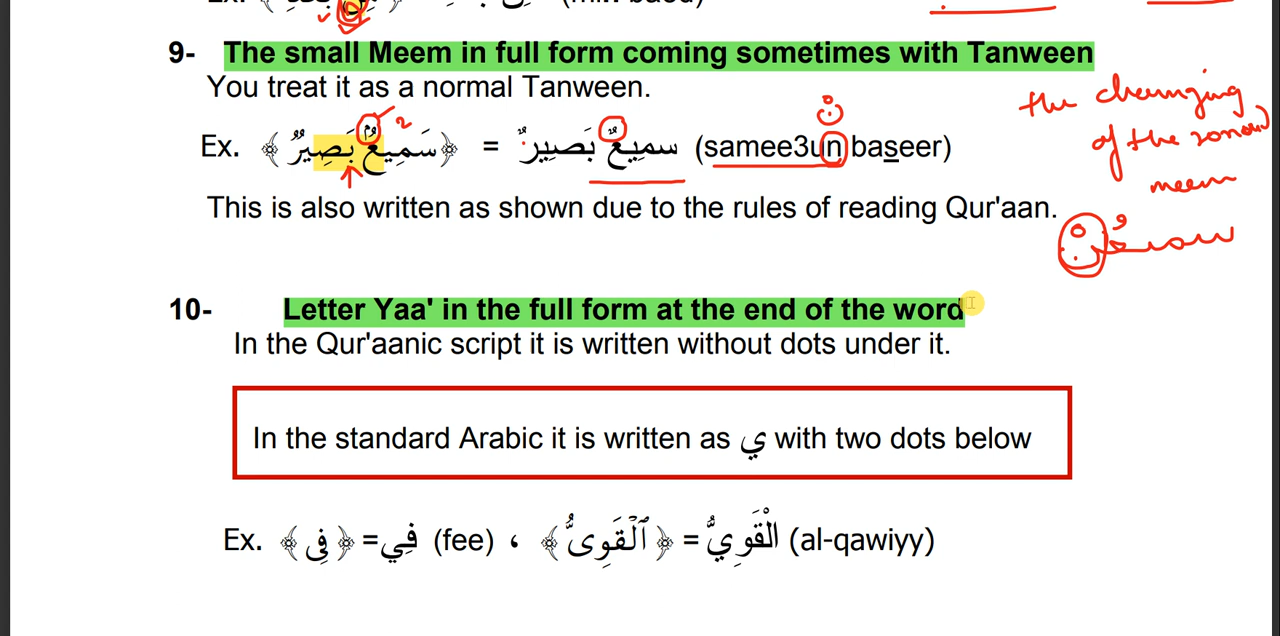 9- The small Meem in full form coming sometimes with Tanween
You treat it as a normal Tanween.
Ex. ﴿سَمِيعُۢ بَصِيرٌ﴾ = سميعٌ بَصيرٌ (samee3un baseer)
This is also written as shown due to the rules of reading Qur'aan.
the changing
of the sound
meem
2
10- Letter Yaa' in the full form at the end of the word
In the Qur'aanic script it is written without dots under it.
In the standard Arabic it is written as ي with two dots below
Ex. ﴿فِى﴾ = فِي (fee) ، ﴿ٱلْقَوِىُّ﴾ = الْقَوِيُّ (al-qawiyy)